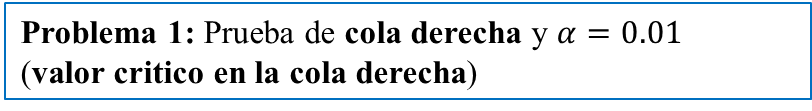 Problema 1: Prueba de cola derecha y 𝛼 = 0.01
(valor critico en la cola derecha)